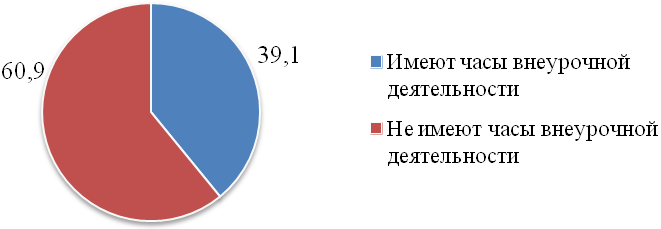 39,1
60,9
Имеют часы внеурочной
деятельности
Не имеют часы внеурочной
деятельности